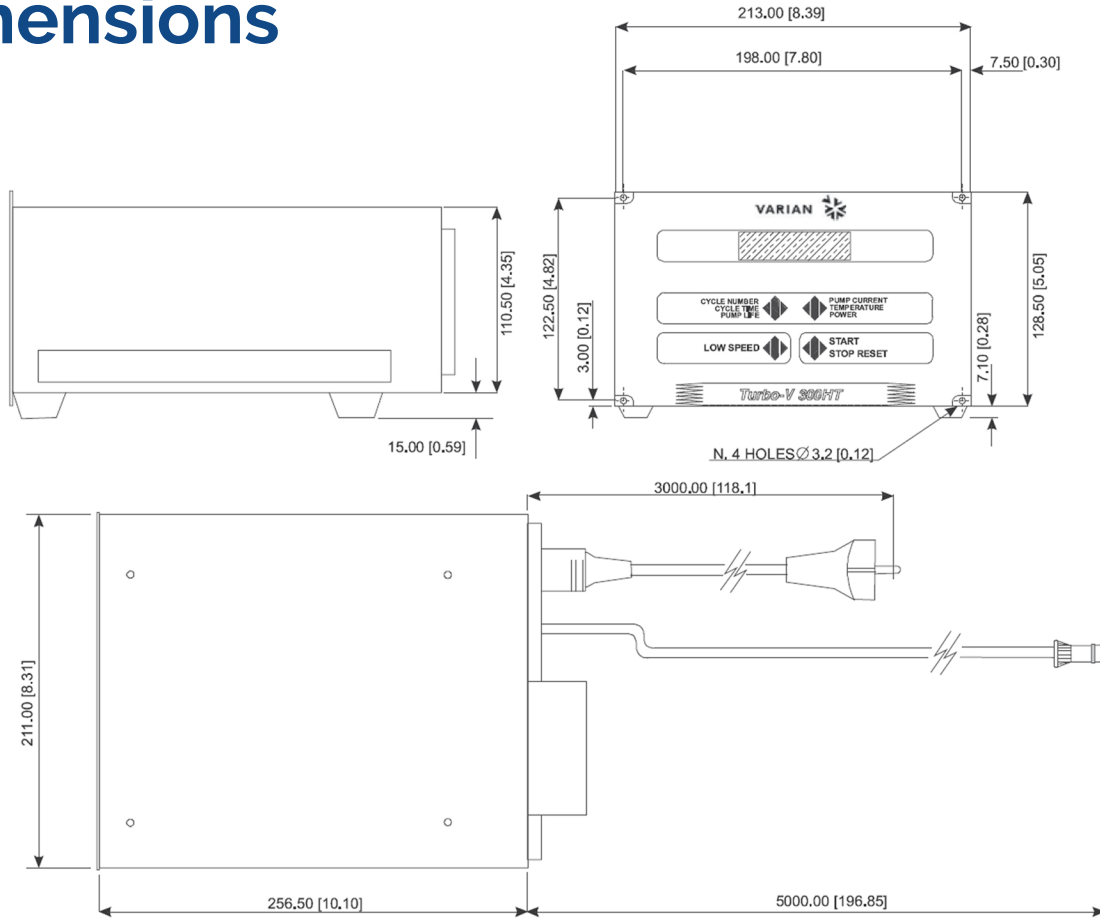 mensions
213.00 [8.39]
198.00 [7.80]
7.50 [0.30]
VARIAN
110.50 [4.35]
15.00 [0.59]
122.50 [4.82]
3.00 [0.12]
CYCLE NUMBER
CYCLE TIME
PUMP LIFE
PUMP CURRENT
TEMPERATURE
POWER
LOW SPEED
START
STOP RESET
Turbo-V 300HT
128.50 [5.05]
7.10 [0.28]
N. 4 HOLES∅3.2 [0.12]
3000.00 [118.1]
211.00 [8.31]
256.50 [10.10]
5000.00 [196.85]